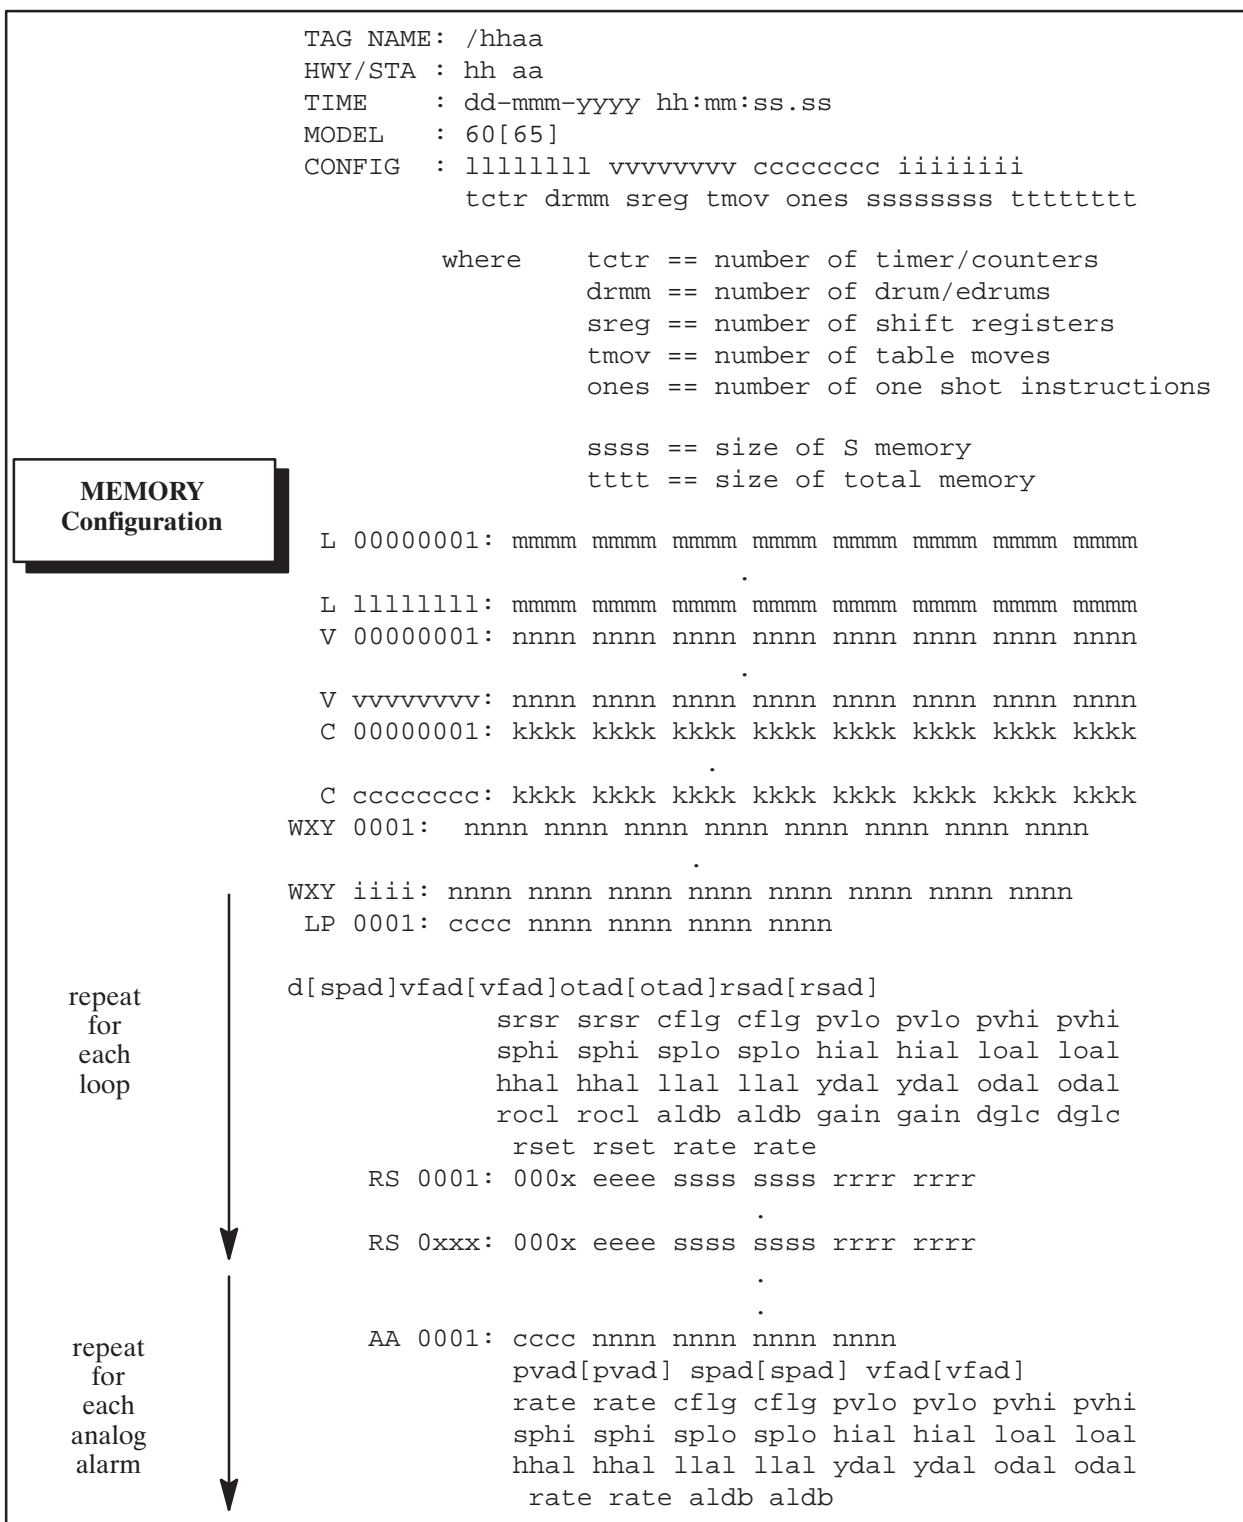 TAG NAME: /hhaa
HWY/STA : hh aa
TIME    : dd–mmm–yyyy hh:mm:ss.ss
MODEL   : 60[65]
CONFIG  : llllllll vvvvvvvv cccccccc iiiiiiii
tctr drmm sreg tmov ones ssssssss tttttttt
where    tctr == number of timer/counters
drmm == number of drum/edrums
sreg == number of shift registers
tmov == number of table moves
ones == number of one shot instructions
ssss == size of S memory
tttt == size of total memory
MEMORY
Configuration
L 00000001: mmmm mmmm mmmm mmmm mmmm mmmm mmmm mmmm
.
L llllllll: mmmm mmmm mmmm mmmm mmmm mmmm mmmm mmmm
V 00000001: nnnn nnnn nnnn nnnn nnnn nnnn nnnn nnnn
.
V vvvvvvvv: nnnn nnnn nnnn nnnn nnnn nnnn nnnn nnnn
C 00000001: kkkk kkkk kkkk kkkk kkkk kkkk kkkk kkkk
.
C cccccccc: kkkk kkkk kkkk kkkk kkkk kkkk kkkk kkkk
WXY 0001:  nnnn nnnn nnnn nnnn nnnn nnnn nnnn nnnn
.
WXY iiii: nnnn nnnn nnnn nnnn nnnn nnnn nnnn nnnn
LP 0001: cccc nnnn nnnn nnnn nnnn
d[spad]vfad[vfad]otad[otad]rsad[rsad]
srsr srsr cflg cflg pvlo pvlo pvhi pvhi
sphi sphi splo splo hial hial loal loal
hhal hhal llal llal ydal ydal odal odal
rocl rocl aldb aldb gain gain dglc dglc
rset rset rate rate
RS 0001: 000x eeee ssss ssss rrrr rrrr
.
RS 0xxx: 000x eeee ssss ssss rrrr rrrr
.
.
repeat
for
each
loop
AA 0001: cccc nnnn nnnn nnnn nnnn
pvad[pvad] spad[spad] vfad[vfad]
rate rate cflg cflg pvlo pvlo pvhi pvhi
sphi sphi splo splo hial hial loal loal
hhal hhal llal llal ydal ydal odal odal
rate rate aldb aldb
repeat
for
each
analog
alarm